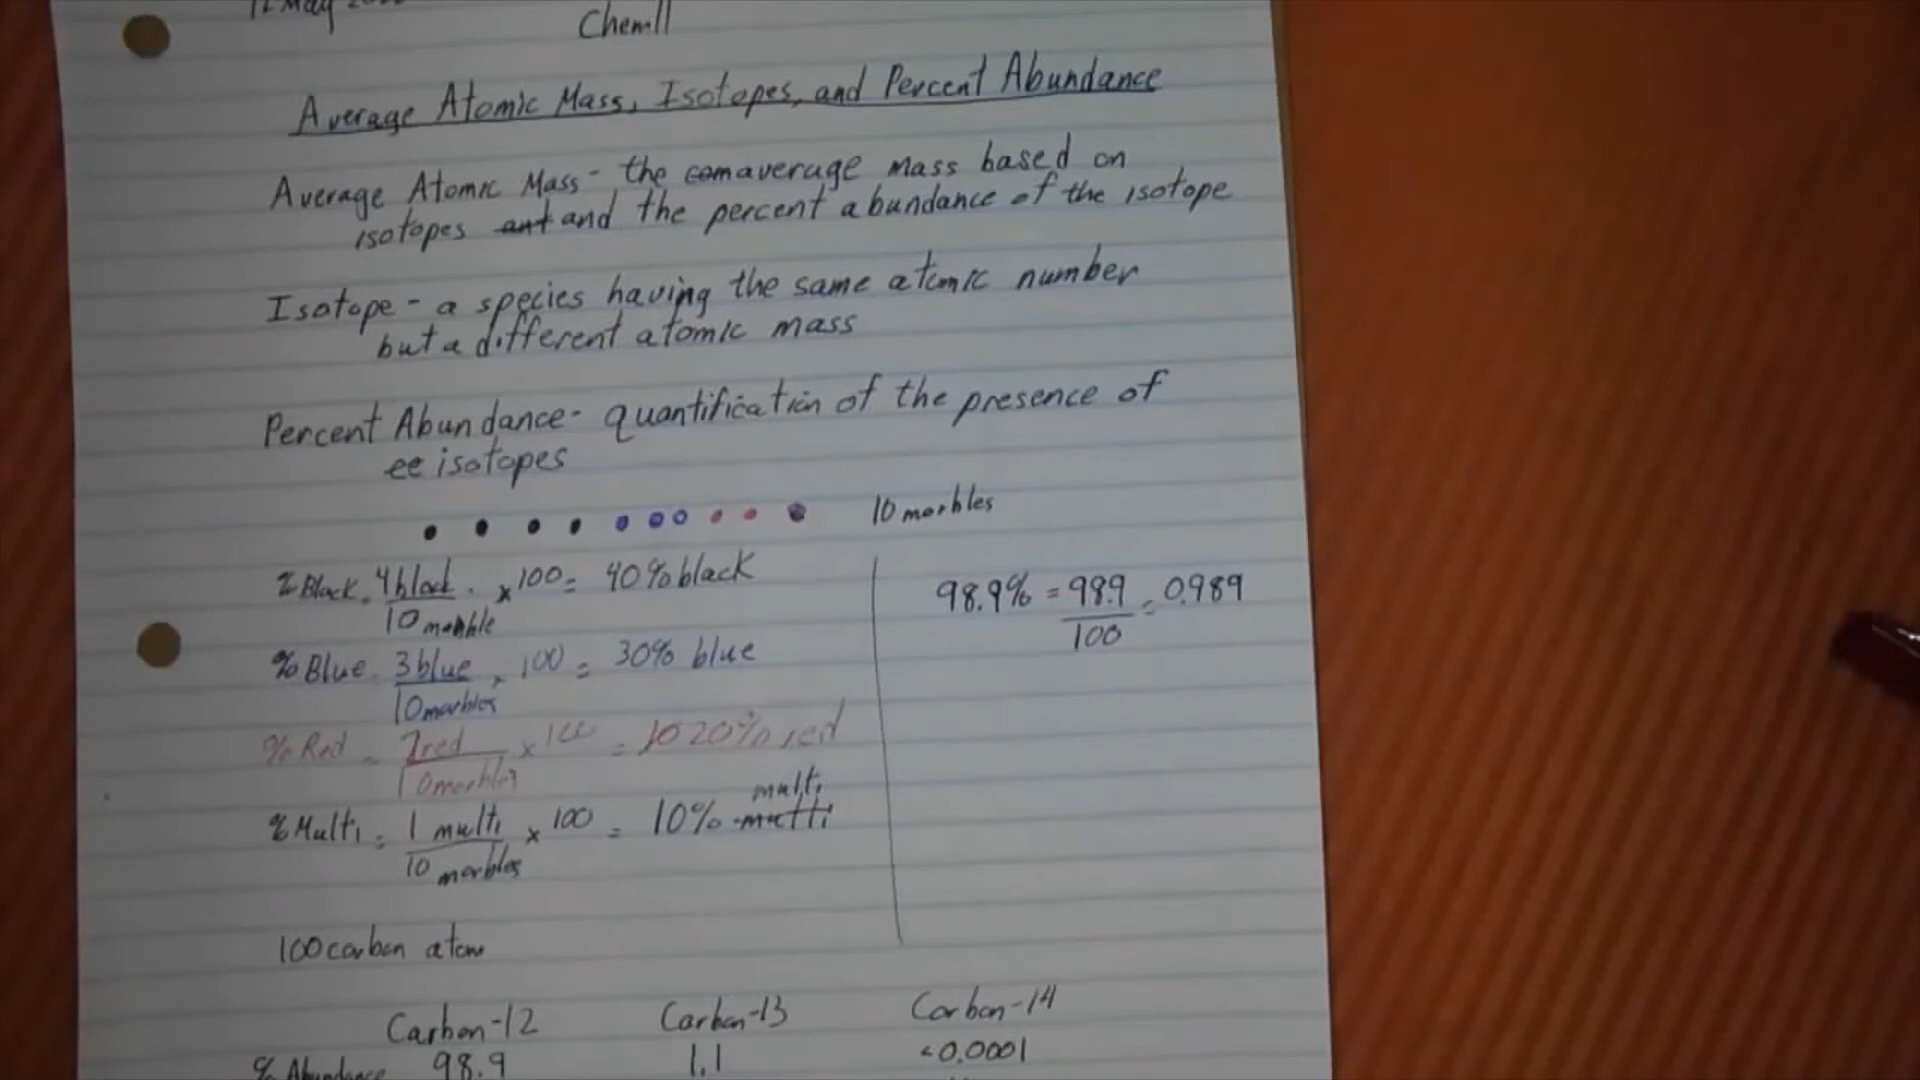 12 May
Chem 11
Average Atomic Mass, Isotopes, and Percent Abundance
Average Atomic Mass - the com average mass based on
isotopes ant and the percent abundance of the isotope
Isotope - a species having the same atomic number
but a different atomic mass
Percent Abundance - quantification of the presence of
ee isotopes
10 marbles
% Black = 4 black / 10 marble × 100 = 40% black
98.9% = 98.9 / 100 = 0.989
% Blue = 3 blue / 10 marbles × 100 = 30% blue
% Red = 2 red / 10 marbles × 100 = 10 20% red
multi
% Multi = 1 multi / 10 marbles × 100 = 10% multi
100 carbon atom
Carbon-12 Carbon-13 Carbon-14
% Abundance 98.9 1.1 <0.0001